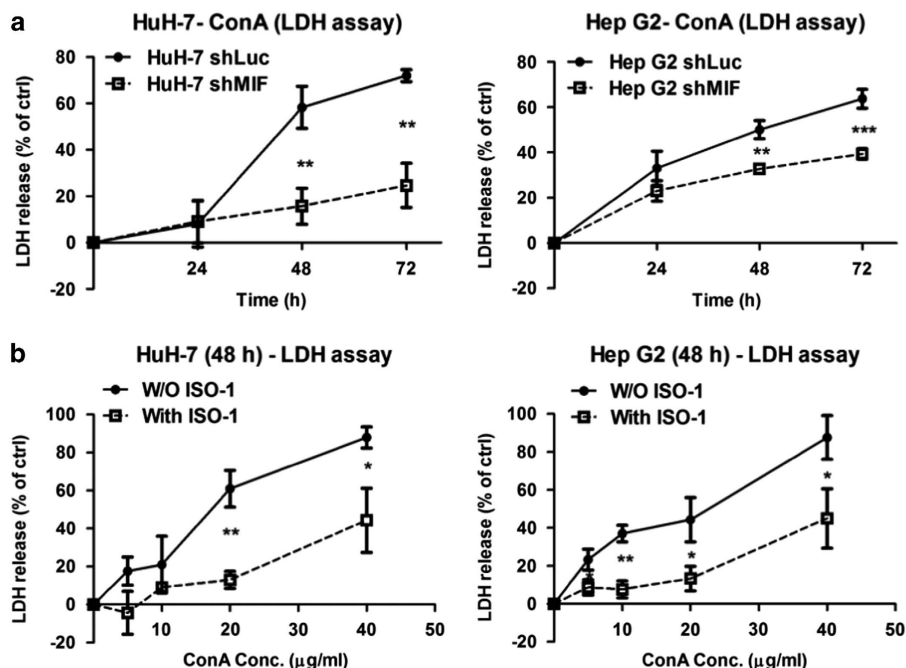 a
HuH-7- ConA (LDH assay)
HuH-7 shLuc
HuH-7 shMIF
LDH release (% of ctrl)
80
60
40
20
0
-20
**
**
24
48
72
Time (h)
Hep G2- ConA (LDH assay)
Hep G2 shLuc
Hep G2 shMIF
LDH release (% of ctrl)
80
60
40
20
0
-20
**
***
24
48
72
Time (h)
b
HuH-7 (48 h) - LDH assay
W/O ISO-1
With ISO-1
LDH release (% of ctrl)
100
80
60
40
20
0
-20
**
*
10
20
30
40
50
ConA Conc. (µg/ml)
Hep G2 (48 h) - LDH assay
W/O ISO-1
With ISO-1
LDH release (% of ctrl)
100
80
60
40
20
0
-20
*
**
*
*
10
20
30
40
50
ConA Conc. (µg/ml)